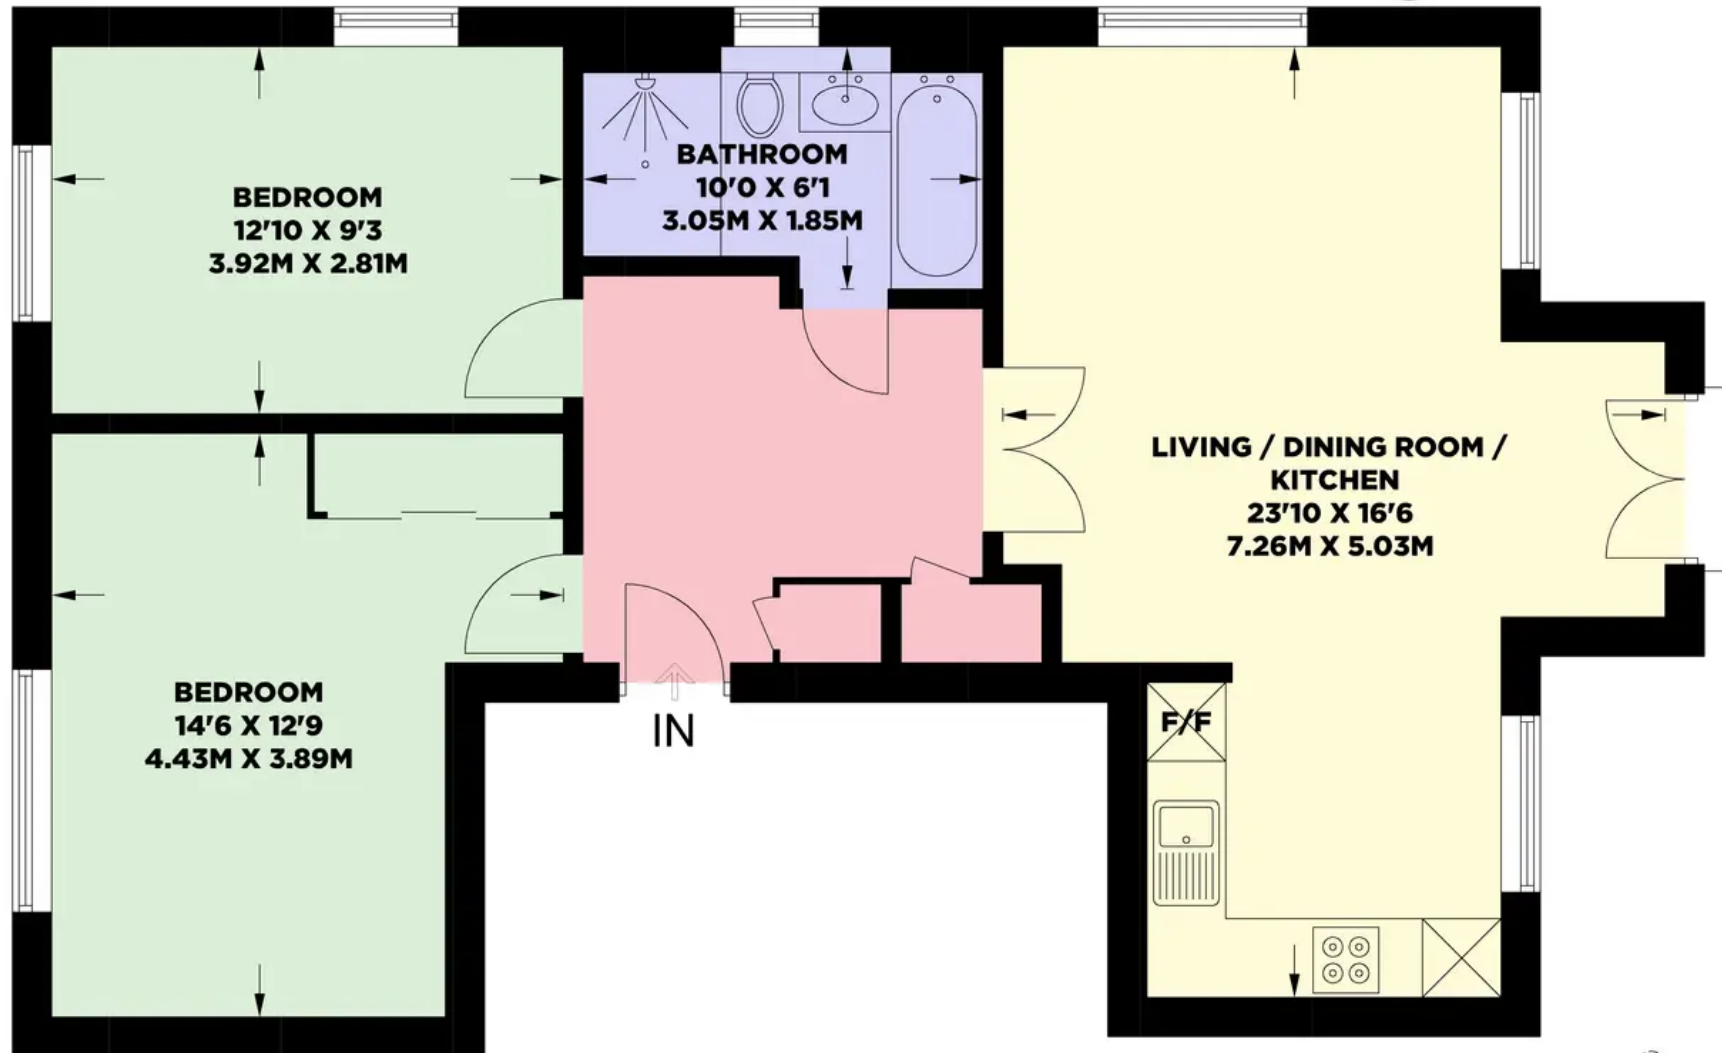 BEDROOM
12'10 X 9'3
3.92M X 2.81M
BATHROOM
10'0 X 6'1
3.05M X 1.85M
LIVING / DINING ROOM /
KITCHEN
23'10 X 16'6
7.26M X 5.03M
BEDROOM
14'6 X 12'9
4.43M X 3.89M
IN
F/F